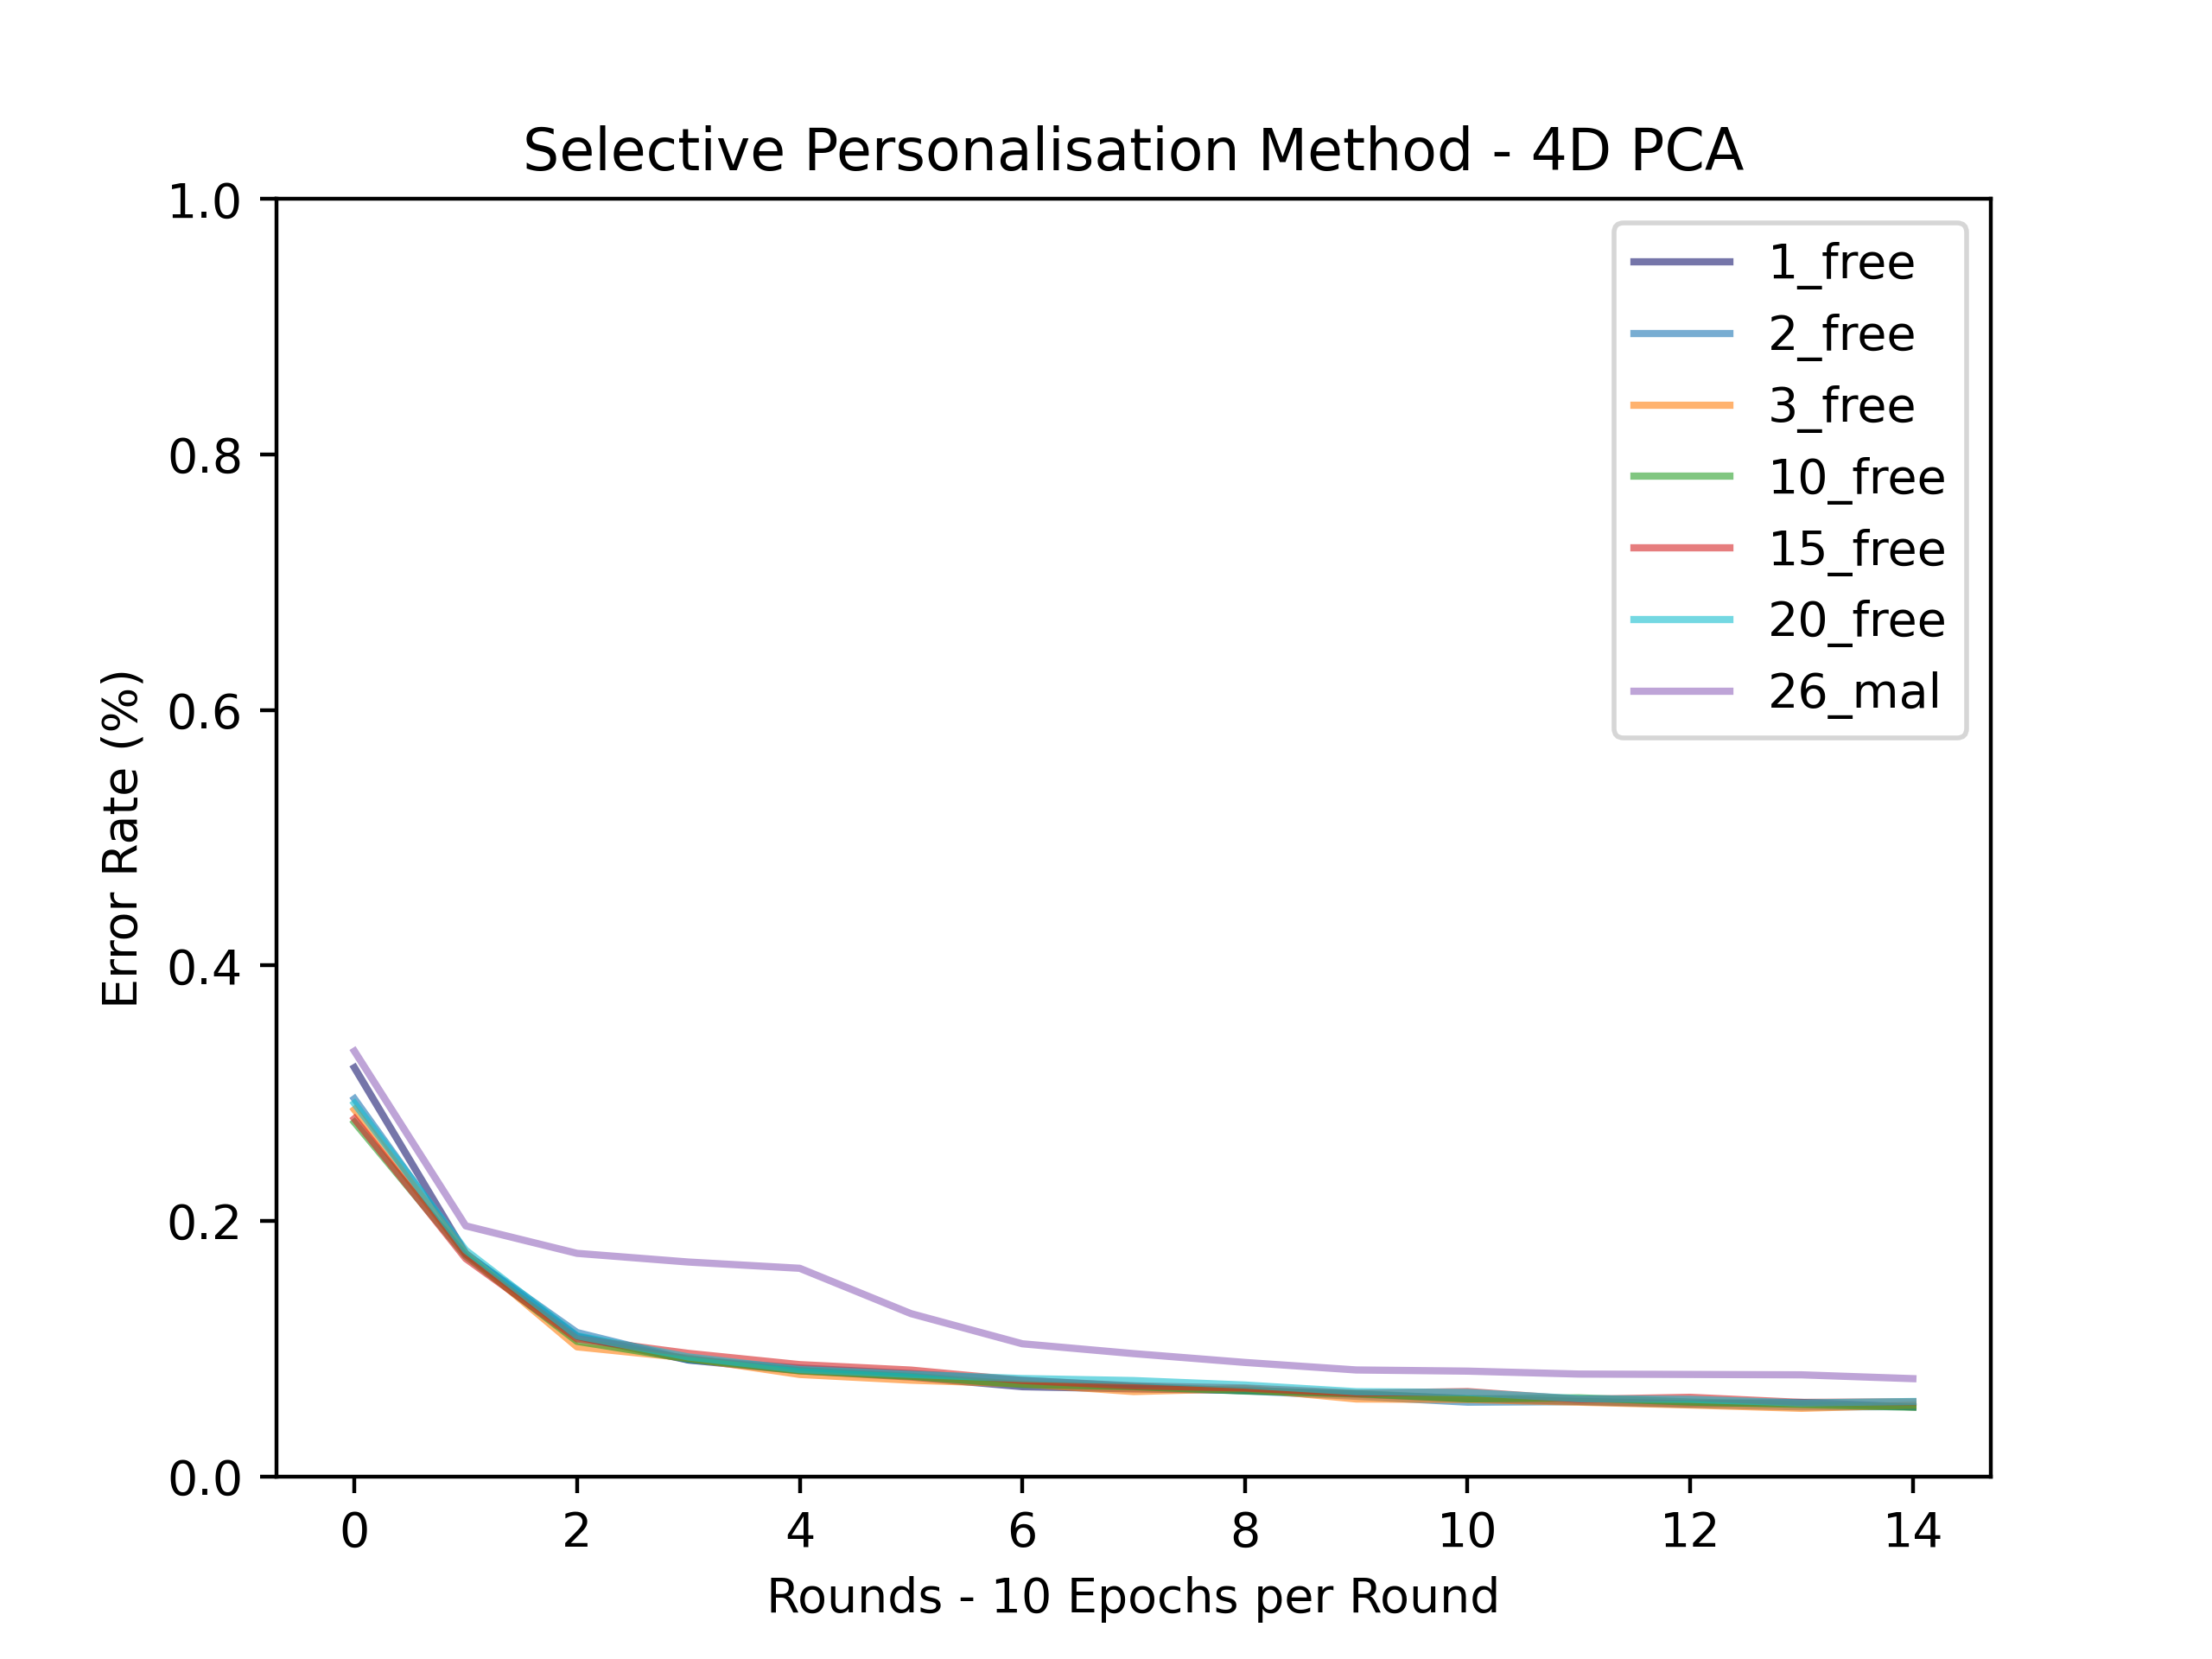 Selective Personalisation Method - 4D PCA
1.0
0.8
0.6
0.4
0.2
0.0
Error Rate (%)
1_free
2_free
3_free
10_free
15_free
20_free
26_mal
0 2 4 6 8 10 12 14
Rounds - 10 Epochs per Round